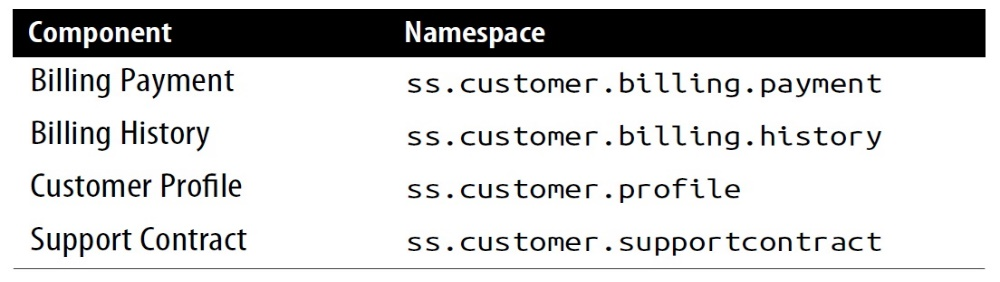 Component Namespace
Billing Payment ss.customer.billing.payment
Billing History ss.customer.billing.history
Customer Profile ss.customer.profile
Support Contract ss.customer.supportcontract